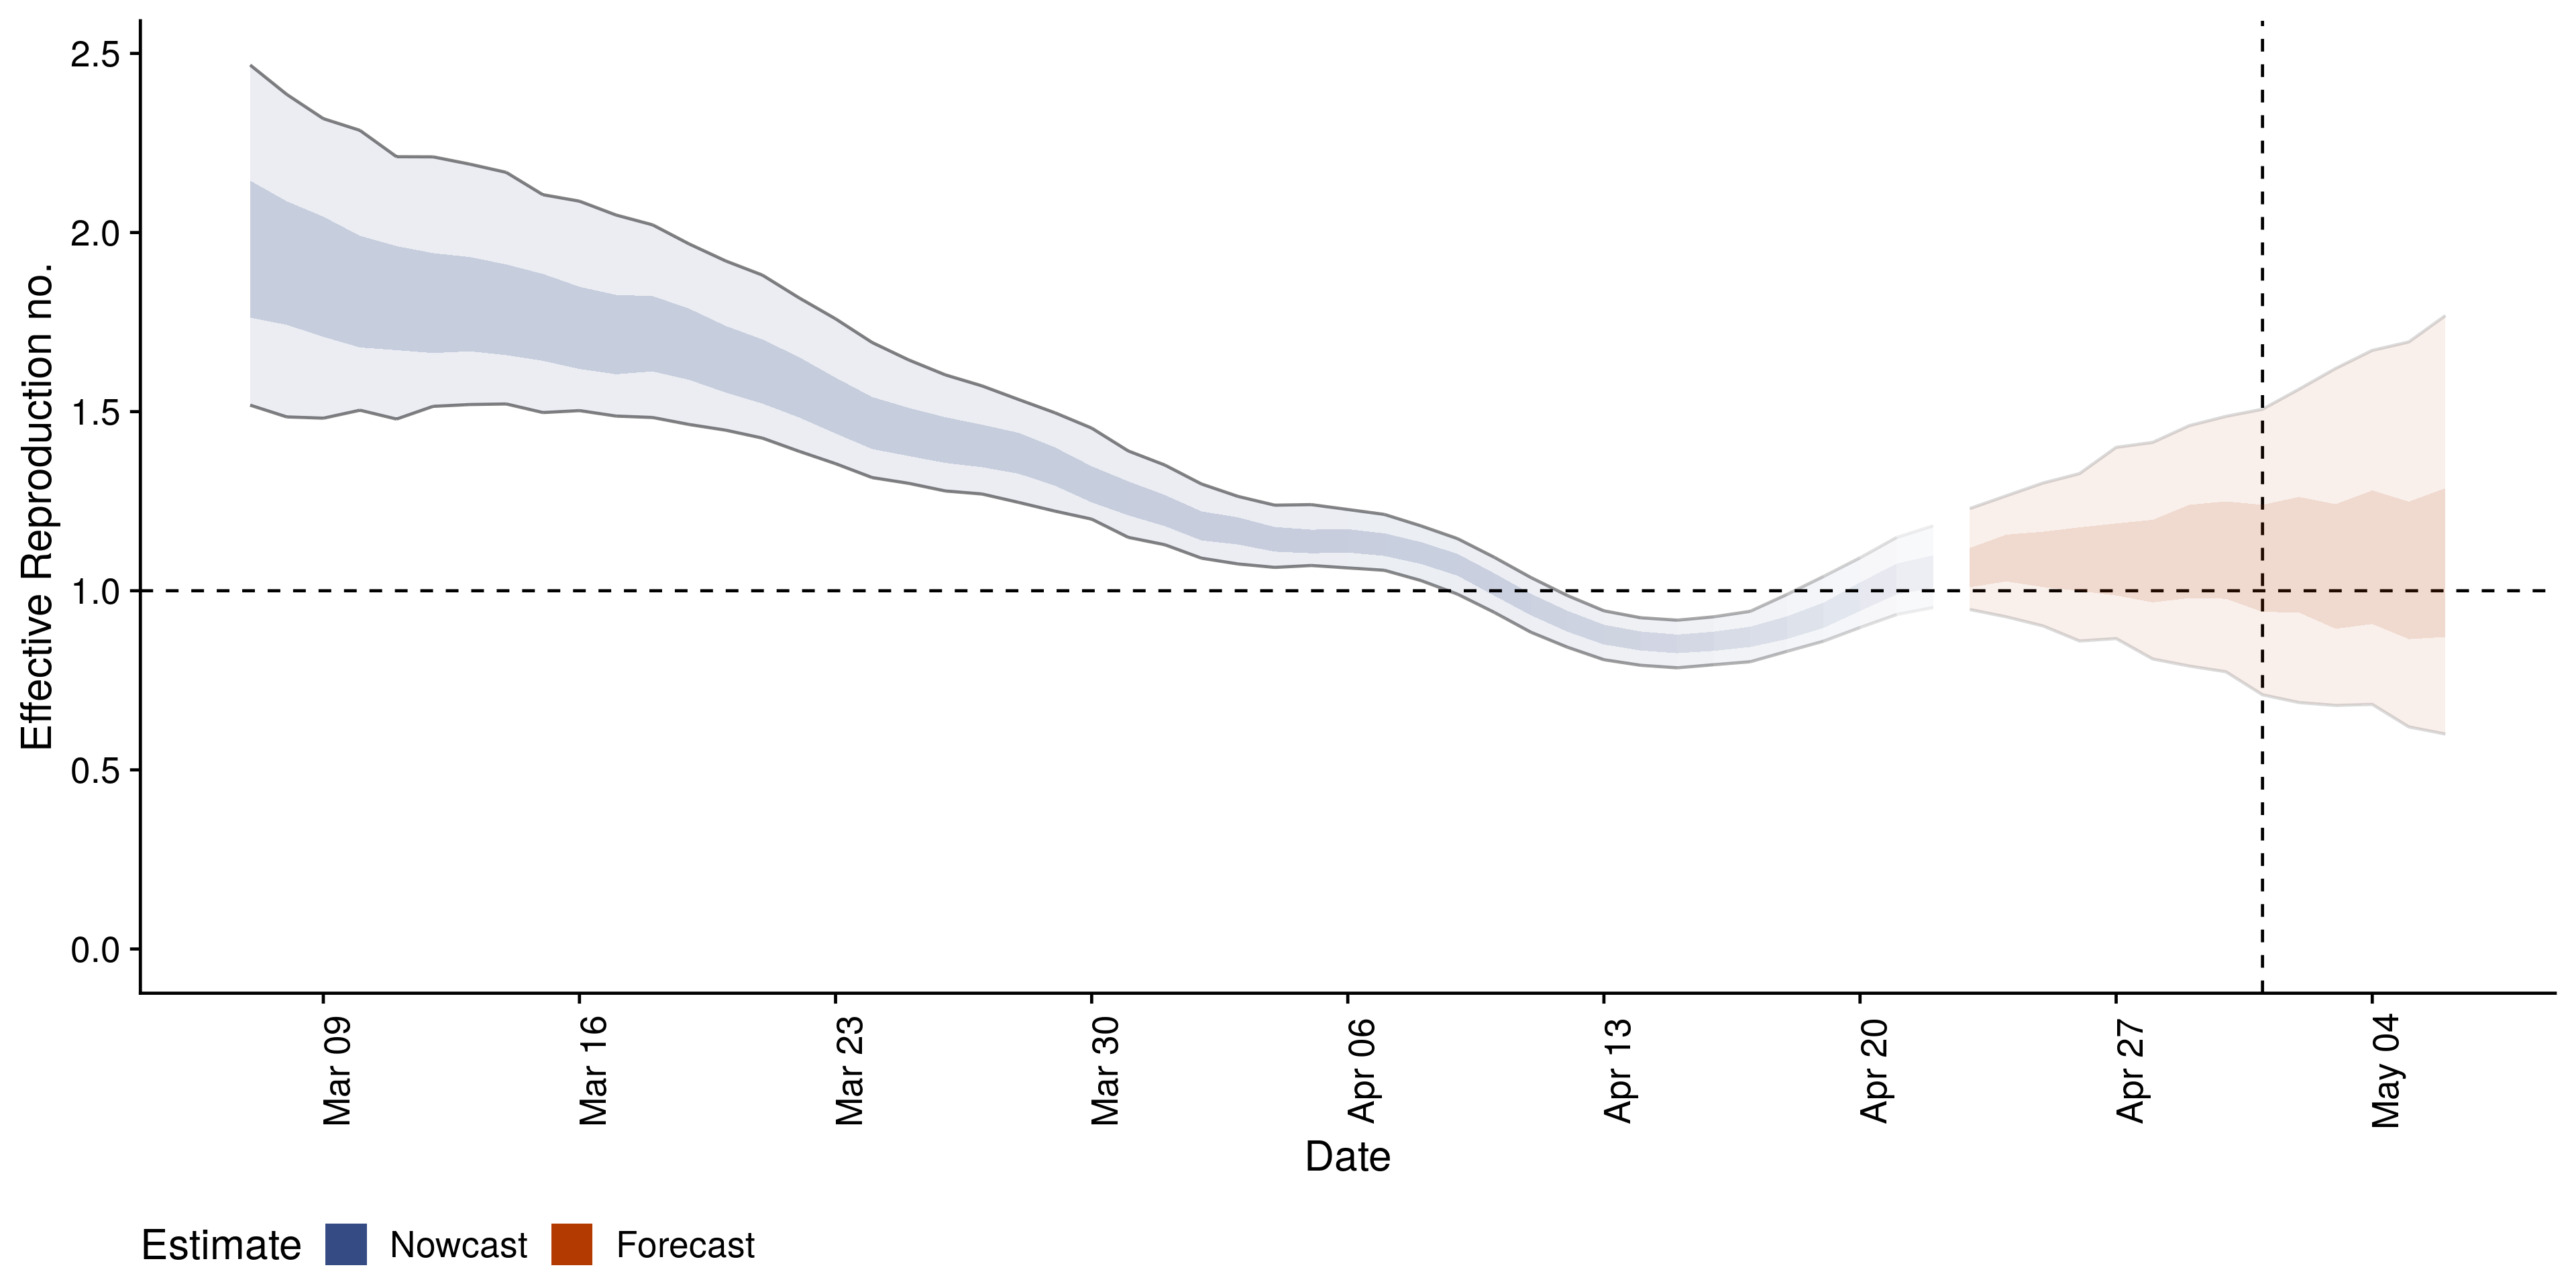 Effective Reproduction no.
2.5
2.0
1.5
1.0
0.5
0.0
Mar 09
Mar 16
Mar 23
Mar 30
Apr 06
Apr 13
Apr 20
Apr 27
May 04
Date
Estimate Nowcast Forecast